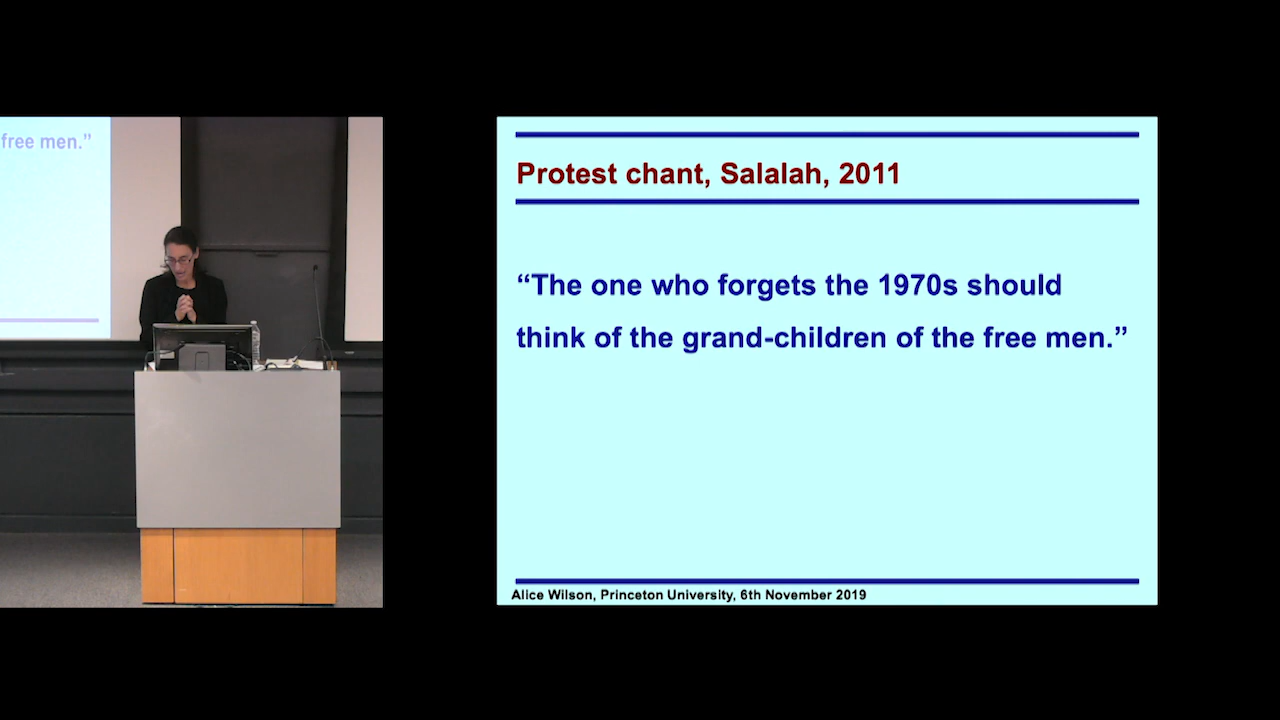 free men.”
Protest chant, Salalah, 2011
“The one who forgets the 1970s should
think of the grand-children of the free men.”
Alice Wilson, Princeton University, 6th November 2019